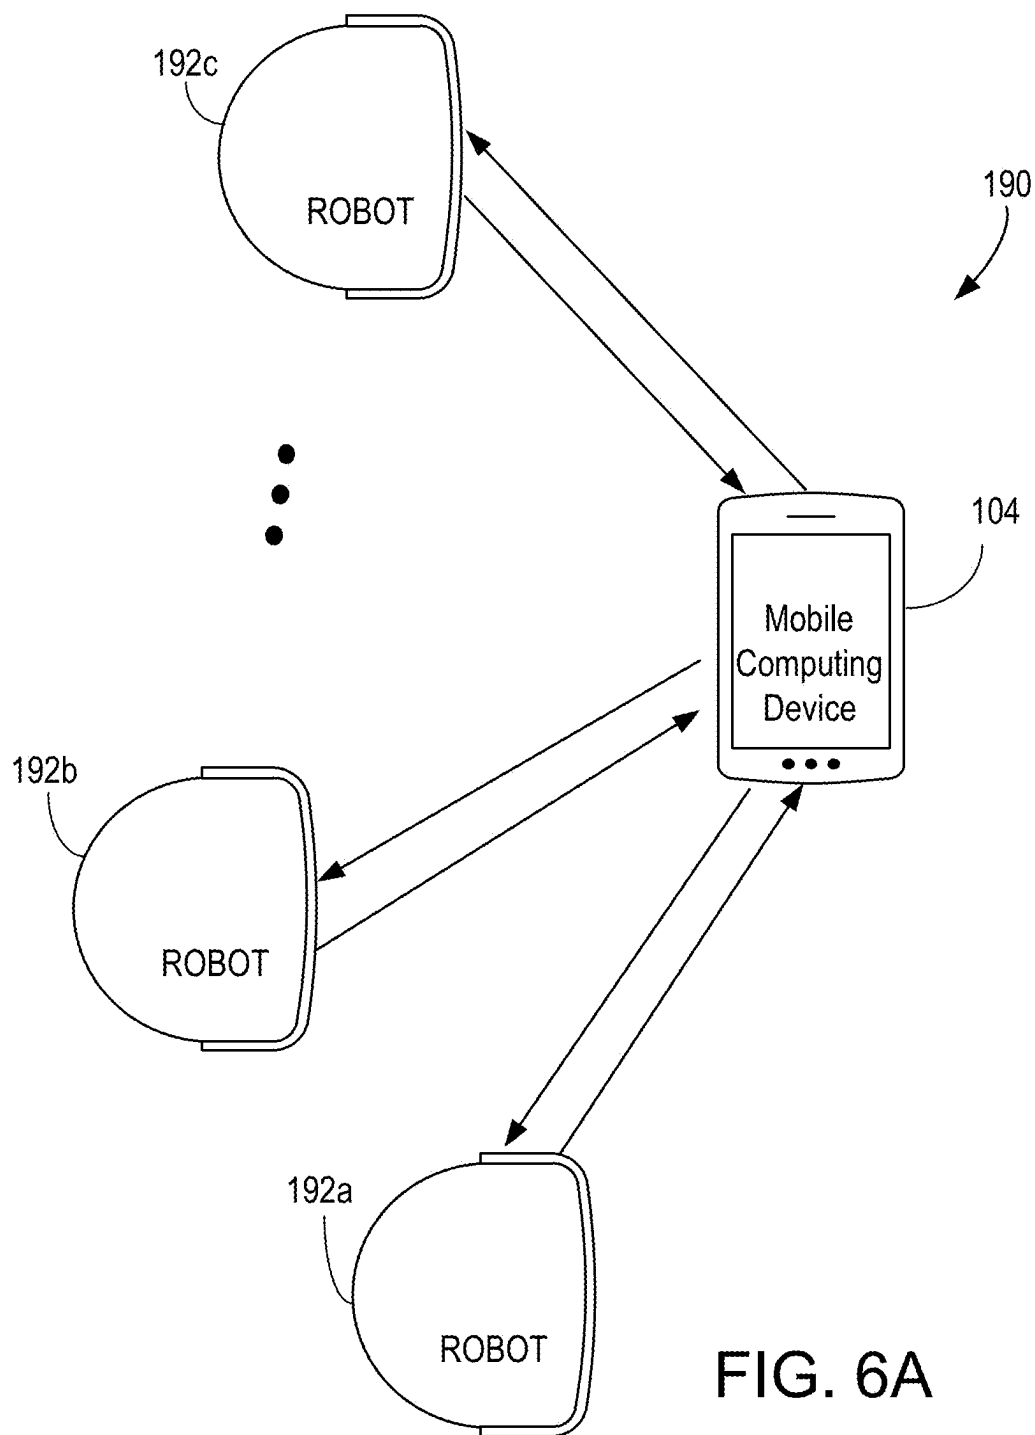 192c
ROBOT
190
104
Mobile
Computing
Device
192b
ROBOT
192a
ROBOT
FIG. 6A